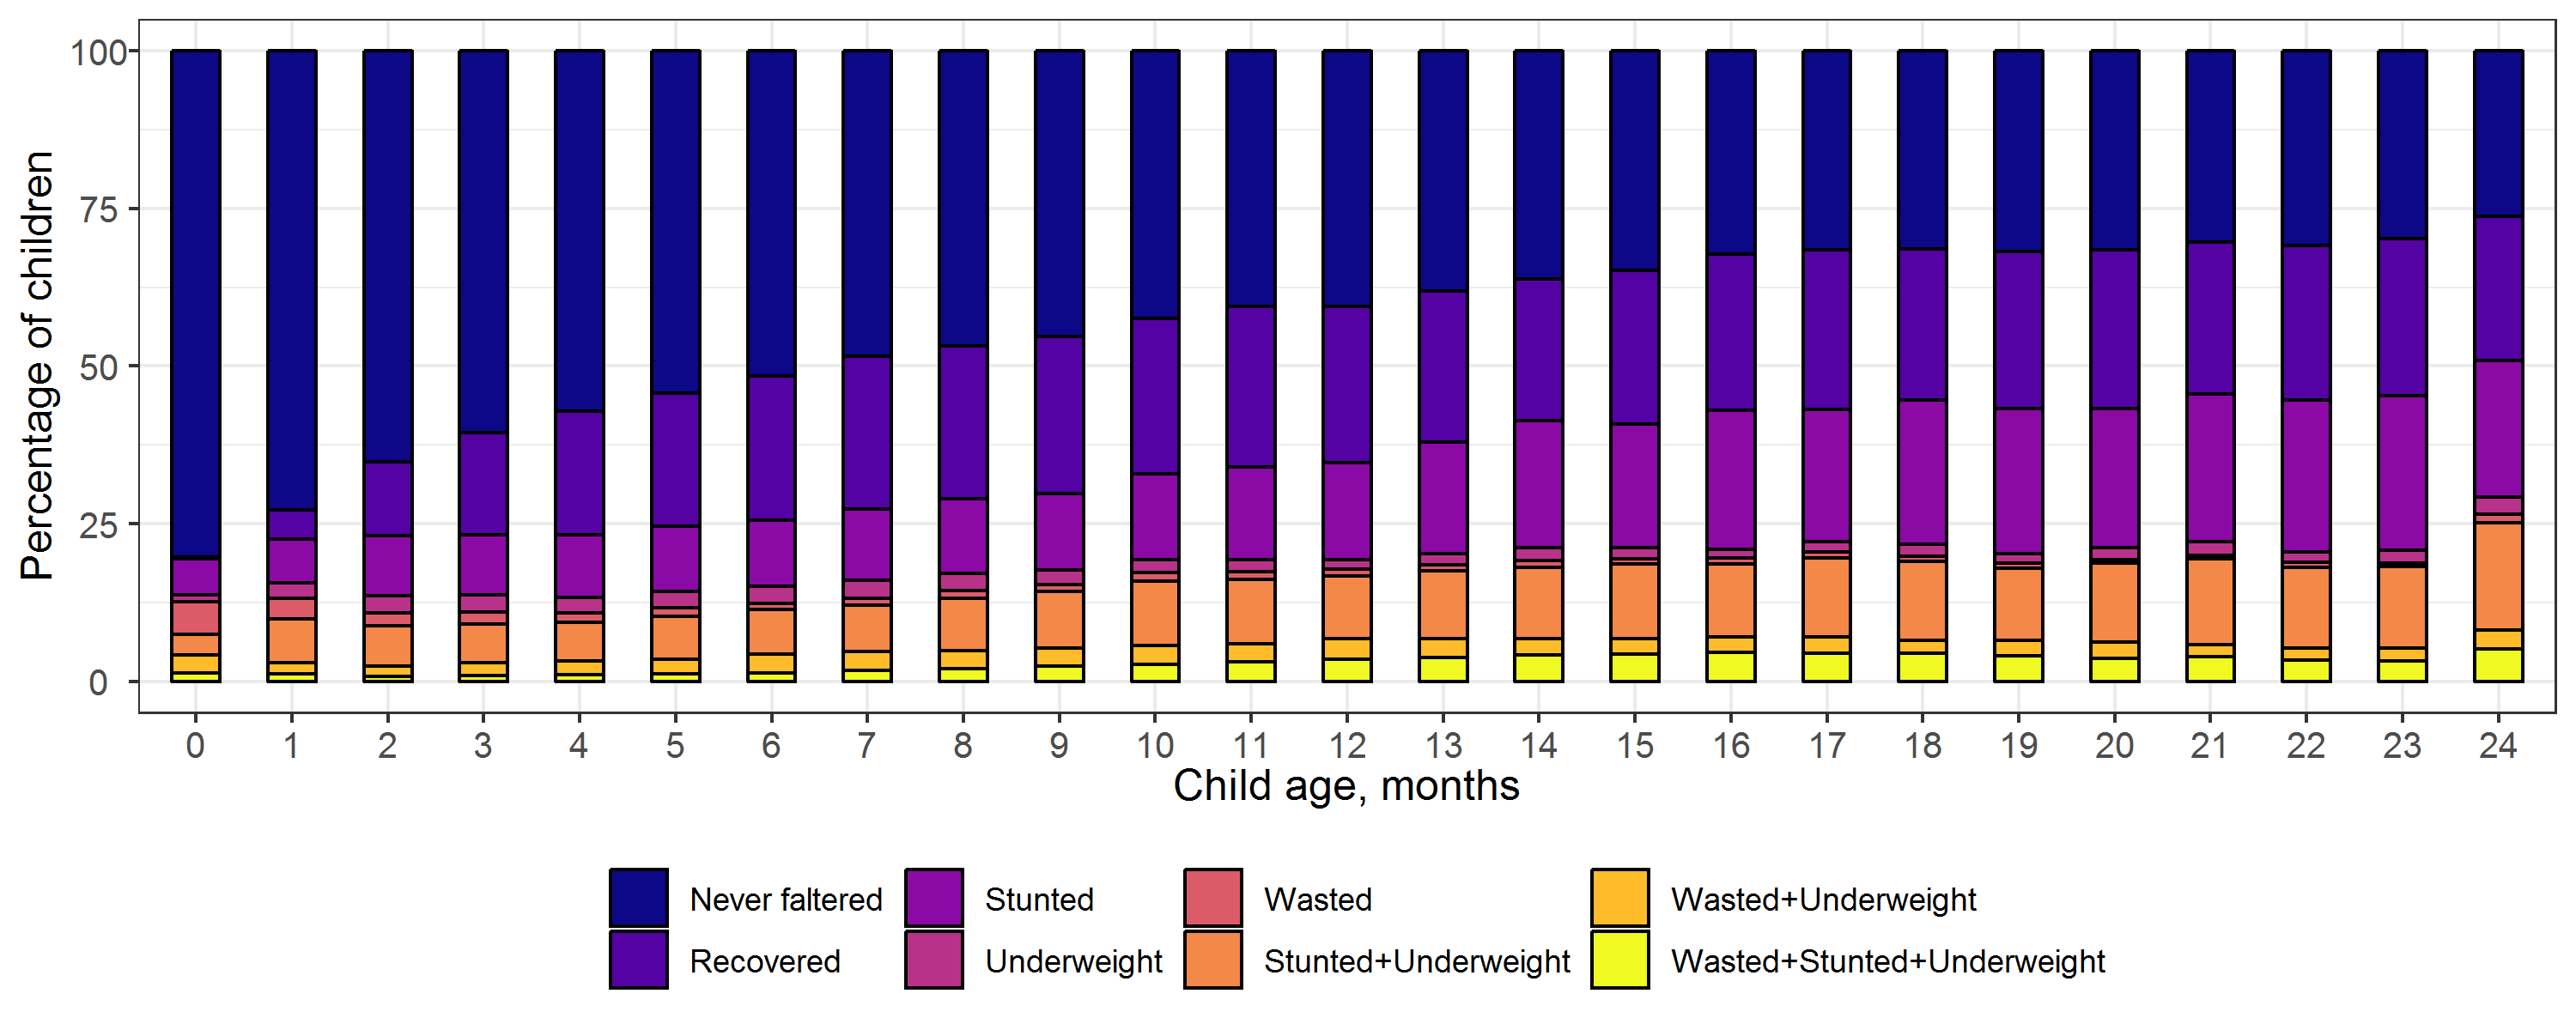 Percentage of children
100
75
50
25
0
0 1 2 3 4 5 6 7 8 9 10 11 12 13 14 15 16 17 18 19 20 21 22 23 24
Child age, months
Never faltered Stunted Wasted Wasted+Underweight
Recovered Underweight Stunted+Underweight Wasted+Stunted+Underweight